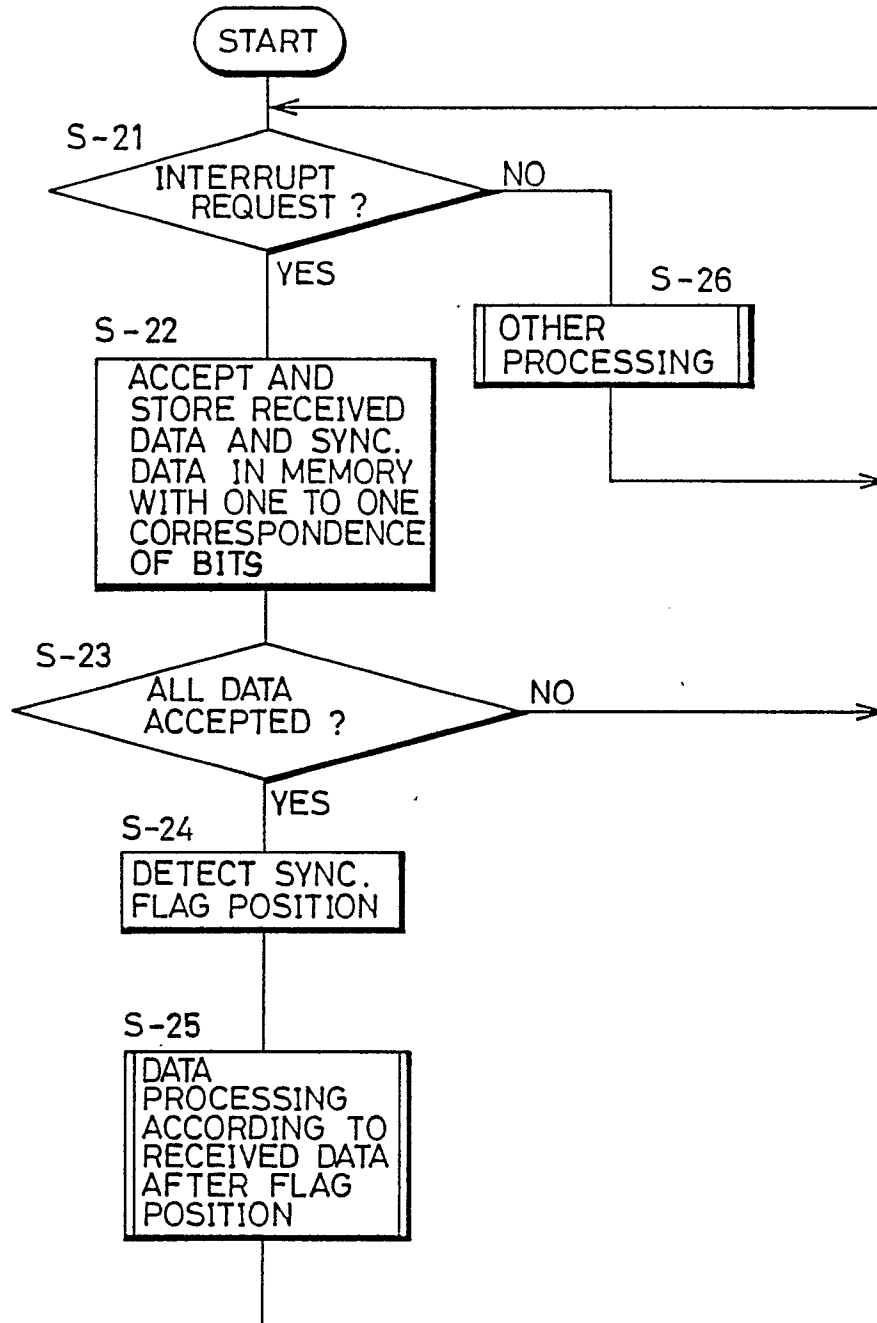 START
S-21
INTERRUPT
REQUEST ?
NO
YES
S-26
OTHER
PROCESSING
S-22
ACCEPT AND
STORE RECEIVED
DATA AND SYNC.
DATA IN MEMORY
WITH ONE TO ONE
CORRESPONDENCE
OF BITS
S-23
ALL DATA
ACCEPTED ?
NO
YES
S-24
DETECT SYNC.
FLAG POSITION
S-25
DATA
PROCESSING
ACCORDING TO
RECEIVED DATA
AFTER FLAG
POSITION